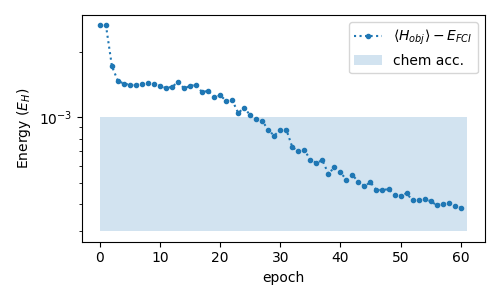 ⟨H_obj⟩ − E_FCI
chem acc.
Energy (E_H)
10⁻³
0 10 20 30 40 50 60
epoch